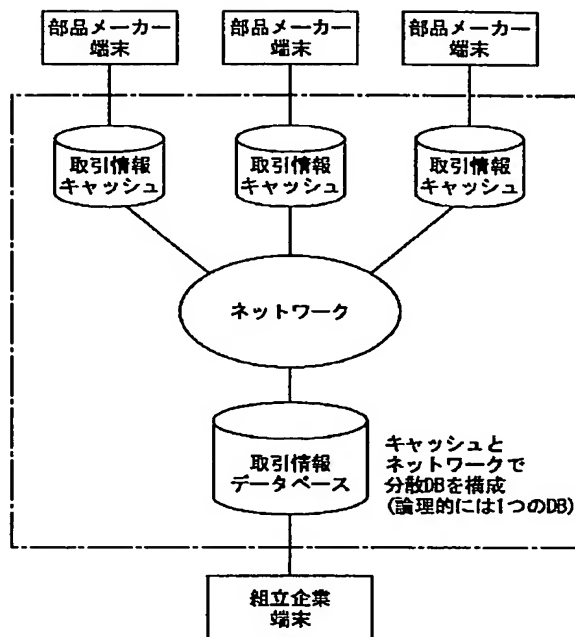 部品メーカー
端末
部品メーカー
端末
部品メーカー
端末
取引情報
キャッシュ
取引情報
キャッシュ
取引情報
キャッシュ
ネットワーク
取引情報
データベース
キャッシュと
ネットワークで
分散DBを構成
(論理的には1つのDB)
組立企業
端末